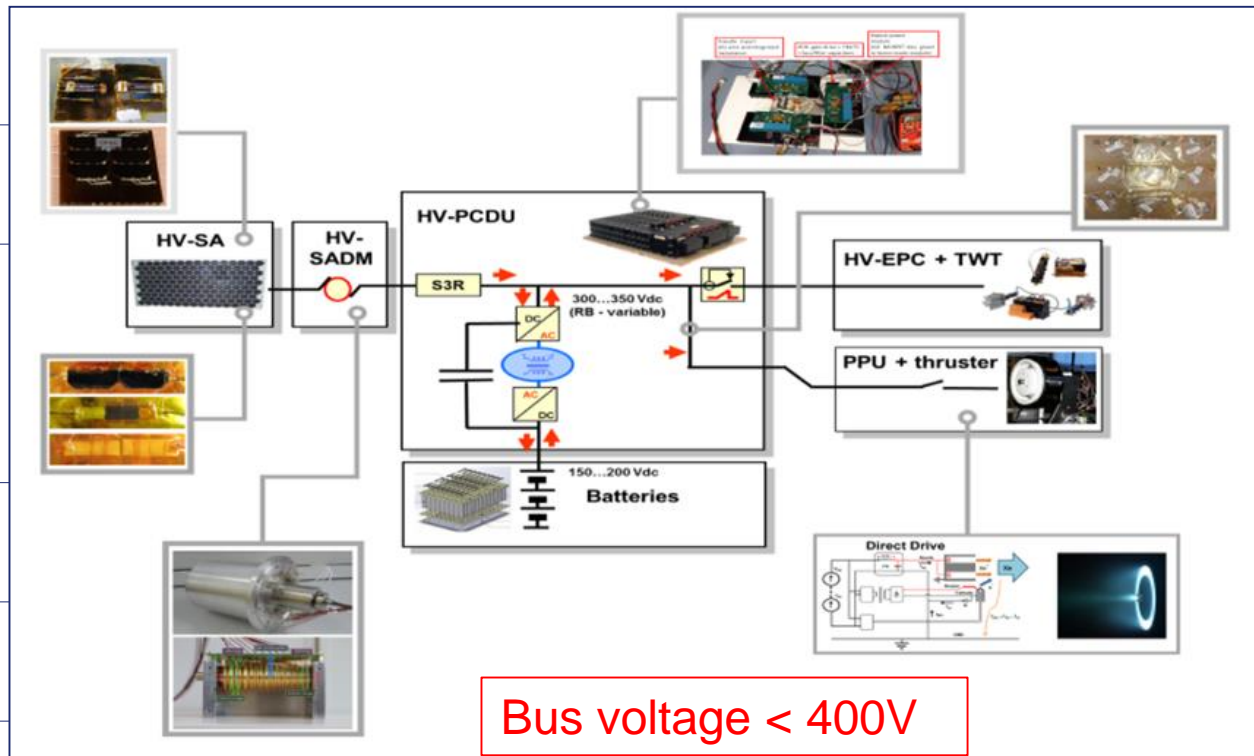 HV-PCDU
HV-SA
HV-
SADM
S3R
300...350 Vdc
(RB - variable)
DC
AC
AC
DC
HV-EPC + TWT
PPU + thruster
150...200 Vdc
Batteries
Direct Drive
Bus voltage < 400V